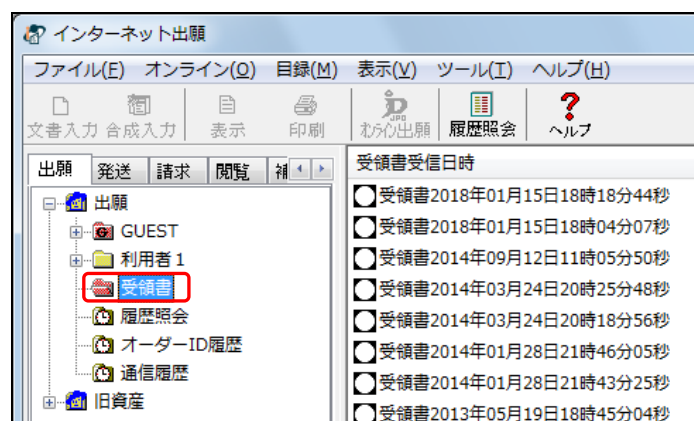 インターネット出願
ファイル(F) オンライン(O) 目録(M) 表示(V) ツール(T) ヘルプ(H)
文書入力 合成入力 表示 印刷 オンライン出願 履歴照会 ヘルプ
出願 発送 請求 閲覧 補
受領書受信日時
出願
GUEST
利用者1
受領書
履歴照会
オーダーID履歴
通信履歴
旧資産
受領書2018年01月15日18時18分44秒
受領書2018年01月15日18時04分07秒
受領書2014年09月12日11時05分50秒
受領書2014年03月24日20時25分48秒
受領書2014年03月24日20時18分56秒
受領書2014年01月28日21時46分05秒
受領書2014年01月28日21時43分25秒
受領書2013年05月19日18時45分04秒